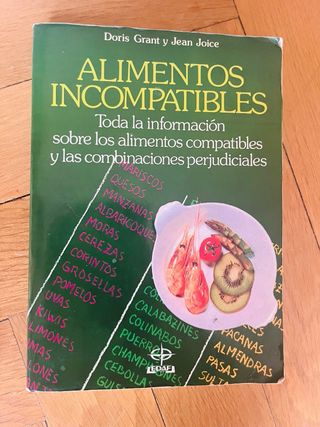 Doris Grant y Jean Joice
ALIMENTOS
INCOMPATIBLES
Toda la información
sobre los alimentos compatibles
y las combinaciones perjudiciales
MARISCOS
QUESOS
MANZANAS
ALBARICOQUES
MORAS
CEREZAS
CORINTOS
GROSELLAS
POMELOS
UVAS
KIWIS
LIMONES
CALABAZINES
COLINABOS
PUERRO
CHAMPIÑONES
CEBOLLAS
PACANAS
ALMENDRAS
PASAS
EDAF